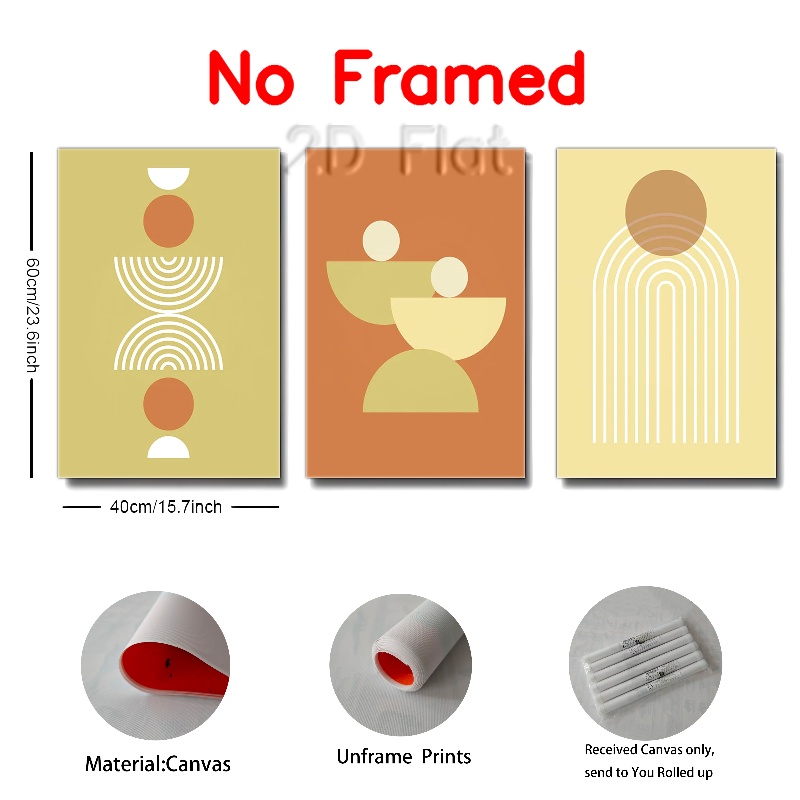 No Framed
2D Flat
60cm/23.6inch
40cm/15.7inch
Material:Canvas
Unframe Prints
Received Canvas only,
send to You Rolled up